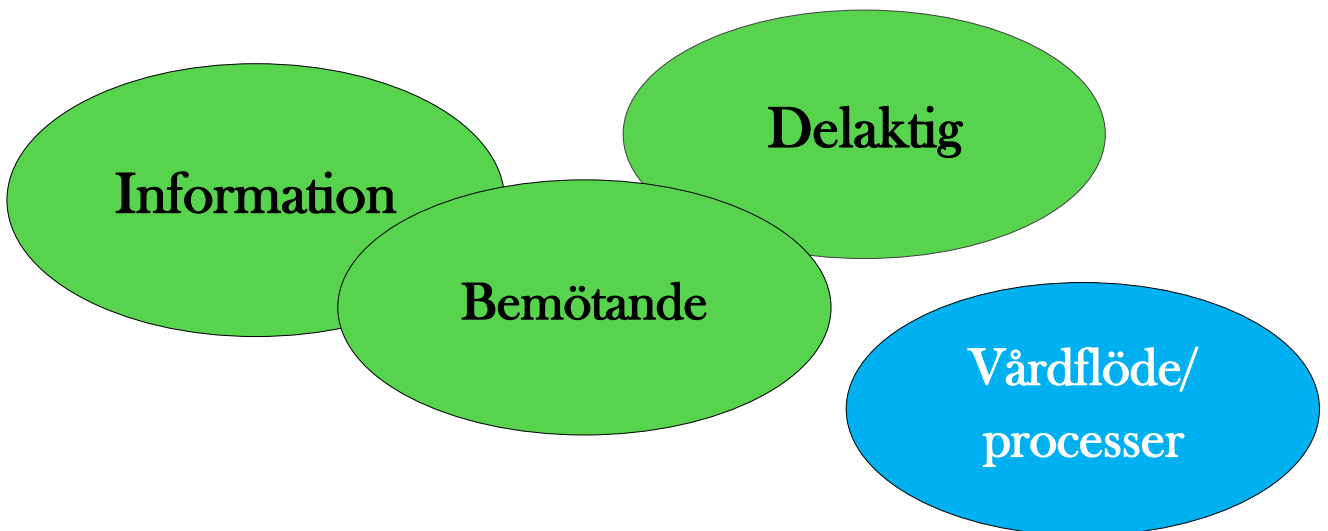 Information
Delaktig
Bemötande
Vårdflöde/
processer